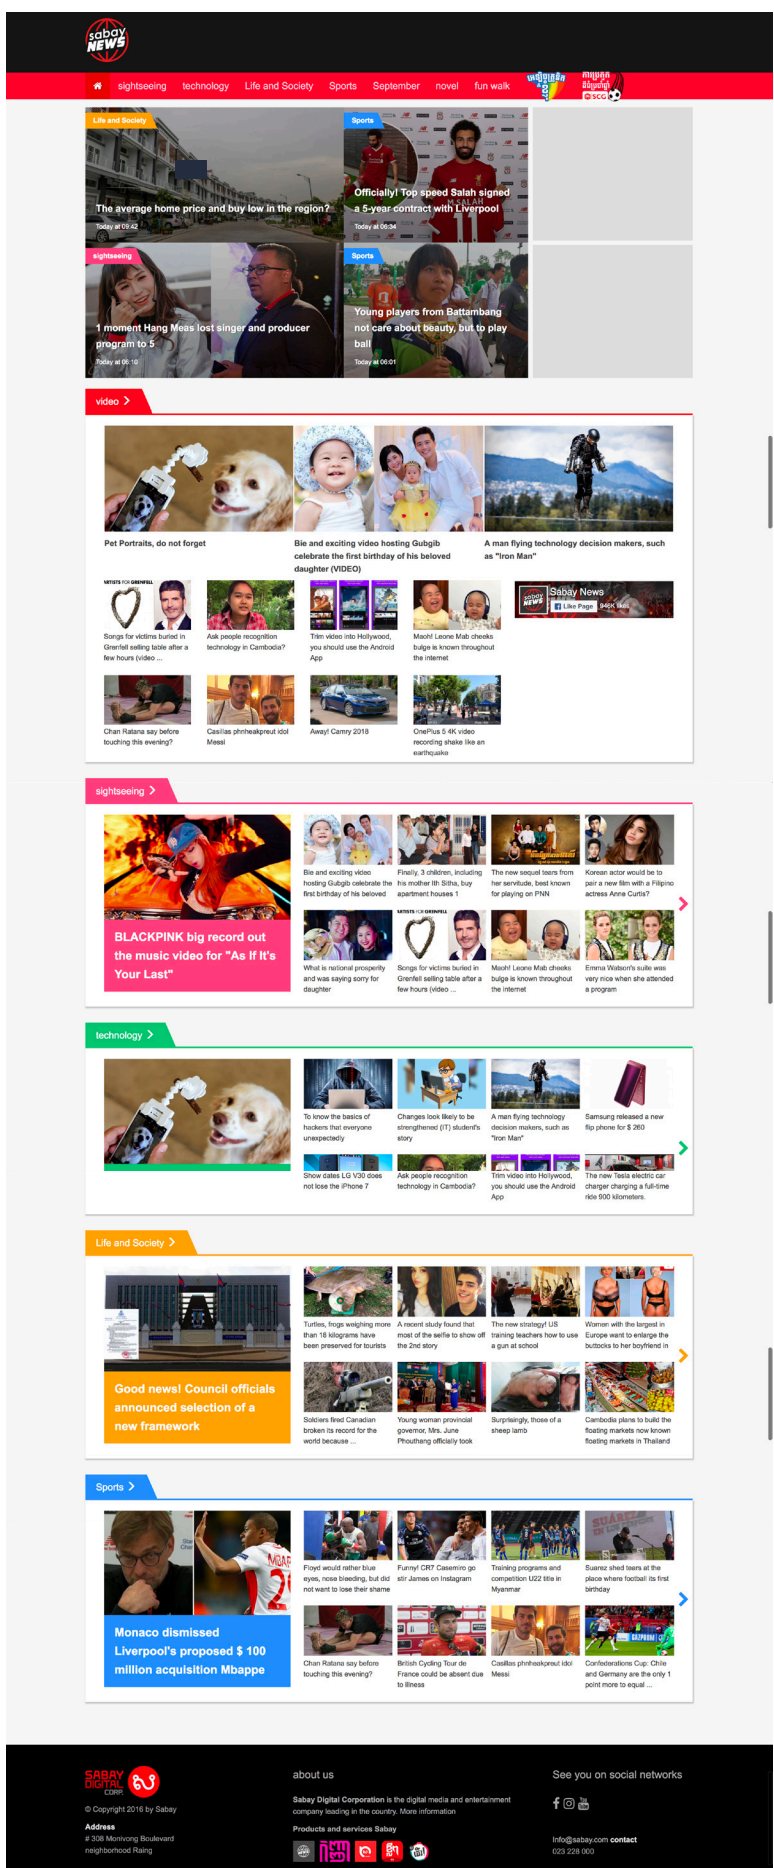 sabay
NEWS
sightseeing technology Life and Society Sports September novel fun walk
SCG
Life and Society
The average home price and buy low in the region?
Today at 09:42
Sports
Officially! Top speed Salah signed
a 5-year contract with Liverpool
Today at 06:34
M.SALAH
11
sightseeing
1 moment Hang Meas lost singer and producer
program to 5
Today at 06:10
Sports
Young players from Battambang
not care about beauty, but to play
ball
Today at 06:01
video
Pet Portraits, do not forget
Bie and exciting video hosting Gubgib
celebrate the first birthday of his beloved
daughter (VIDEO)
A man flying technology decision makers, such
as "Iron Man"
ARTISTS FOR GRENFELL
Songs for victims buried in
Grenfell selling table after a
few hours (video ...
Ask people recognition
technology in Cambodia?
Trim video into Hollywood,
you should use the Android
App
Maoh! Leone Mab cheeks
bulge is known throughout
the internet
sabay
NEWS
Sabay News
Like Page 946K likes
Chan Ratana say before
touching this evening?
Casillas phnheakpreut idol
Messi
Away! Camry 2018
OnePlus 5 4K video
recording shake like an
earthquake
sightseeing
BLACKPINK big record out
the music video for "As If It's
Your Last"
Bie and exciting video
hosting Gubgib celebrate the
first birthday of his beloved
Finally, 3 children, including
his mother Ith Sitha, buy
apartment houses 1
The new sequel tears from
her servitude, best known
for playing on PNN
Korean actor would be to
pair a new film with a Filipino
actress Anne Curtis?
What is national prosperity
and was saying sorry for
daughter
ARTISTS FOR GRENFELL
Songs for victims buried in
Grenfell selling table after a
few hours (video ...
Maoh! Leone Mab cheeks
bulge is known throughout
the internet
Emma Watson's suite was
very nice when she attended
a program
technology
To know the basics of
hackers that everyone
unexpectedly
Changes look likely to be
strengthened (IT) student's
story
A man flying technology
decision makers, such as
"Iron Man"
Samsung released a new
flip phone for $ 260
Show dates LG V30 does
not lose the iPhone 7
Ask people recognition
technology in Cambodia?
Trim video into Hollywood,
you should use the Android
App
The new Tesla electric car
charger charging a full-time
ride 900 kilometers.
Life and Society
Good news! Council officials
announced selection of a
new framework
Turtles, frogs weighing more
than 18 kilograms have
been preserved for tourists
A recent study found that
most of the selfie to show off
the 2nd story
The new strategy! US
training teachers how to use
a gun at school
Women with the largest in
Europe want to enlarge the
buttocks to her boyfriend in
Soldiers fired Canadian
broken its record for the
world because ...
Young woman provincial
governor, Mrs. June
Phouthang officially took
Surprisingly, those of a
sheep lamb
Cambodia plans to build the
floating markets now known
floating markets in Thailand
Sports
Monaco dismissed
Liverpool's proposed $ 100
million acquisition Mbappe
Floyd would rather blue
eyes, nose bleeding, but did
not want to lose their shame
Funny! CR7 Casemiro go
stir James on Instagram
Training programs and
competition U22 title in
Myanmar
SUÁREZ
Suarez shed tears at the
place where football its first
birthday
Chan Ratana say before
touching this evening?
British Cycling Tour de
France could be absent due
to illness
Casillas phnheakpreut idol
Messi
GAZPROM
Confederations Cup: Chile
and Germany are the only 1
point more to equal ...
SABAY
DIGITAL
CORP.
© Copyright 2016 by Sabay
Address
# 308 Monivong Boulevard
neighborhood Raing
about us
Sabay Digital Corporation is the digital media and entertainment
company leading in the country. More information
Products and services Sabay
See you on social networks
Info@sabay.com contact
023 228 000